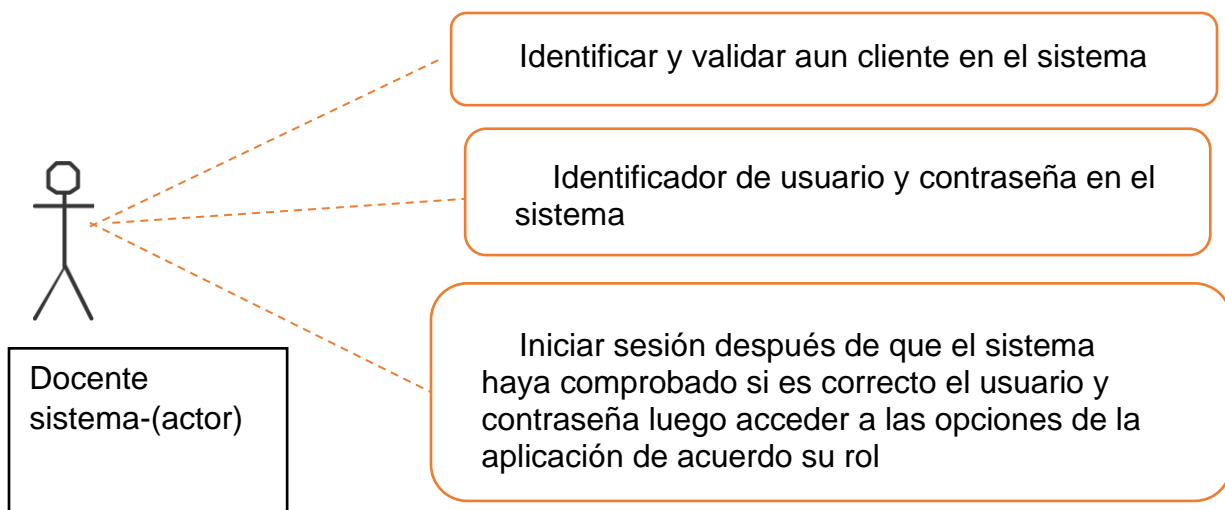 Identificar y validar aun cliente en el sistema
Identificador de usuario y contraseña en el
sistema
Iniciar sesión después de que el sistema
haya comprobado si es correcto el usuario y
contraseña luego acceder a las opciones de la
aplicación de acuerdo su rol
Docente
sistema-(actor)